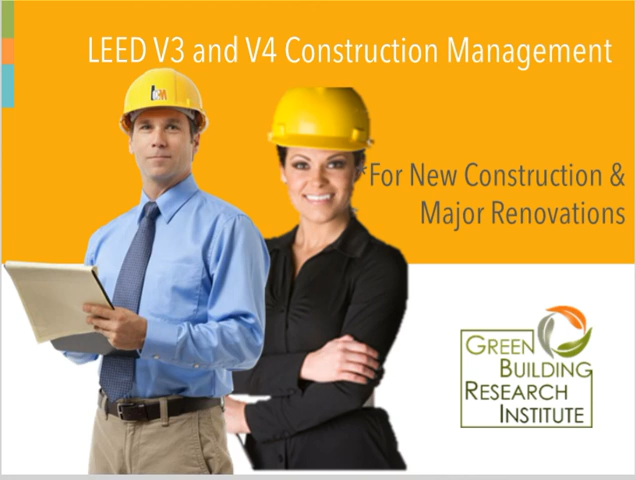 LEED V3 and V4 Construction Management
*For New Construction &
Major Renovations
GREEN
BUILDING
RESEARCH
INSTITUTE